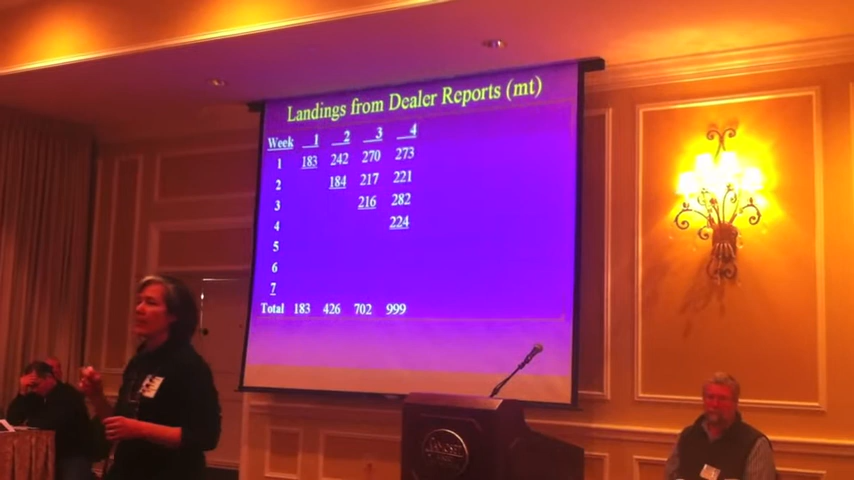 Landings from Dealer Reports (mt)
Week 1 2 3 4
1 183 242 270 273
2 184 217 221
3 216 282
4 224
5
6
7
Total 183 426 702 999